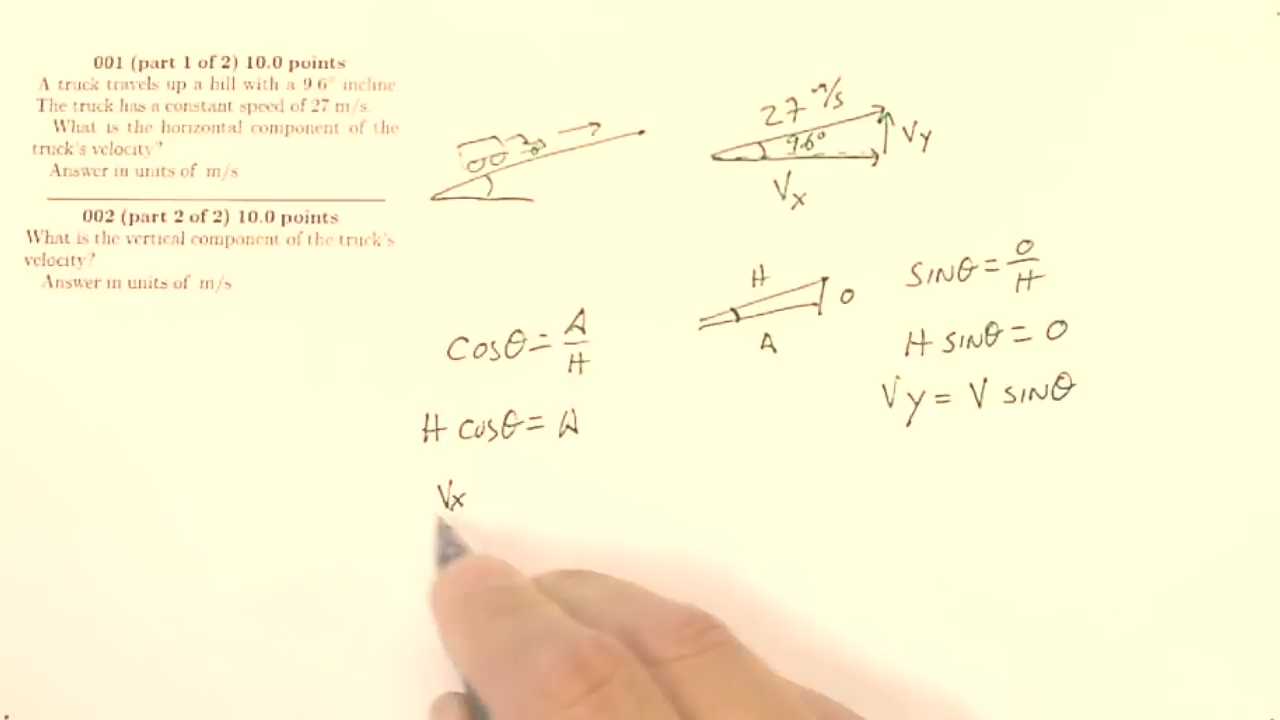 001 (part 1 of 2) 10.0 points
A truck travels up a hill with a 9.6° incline
The truck has a constant speed of 27 m/s.
What is the horizontal component of the
truck's velocity?
Answer in units of m/s
002 (part 2 of 2) 10.0 points
What is the vertical component of the truck's
velocity?
Answer in units of m/s
27 m/s
9.6°
Vy
Vx
H
O
A
SINθ = O/H
H SINθ = O
Vy = V SINθ
COSθ = A/H
H COSθ = A
Vx